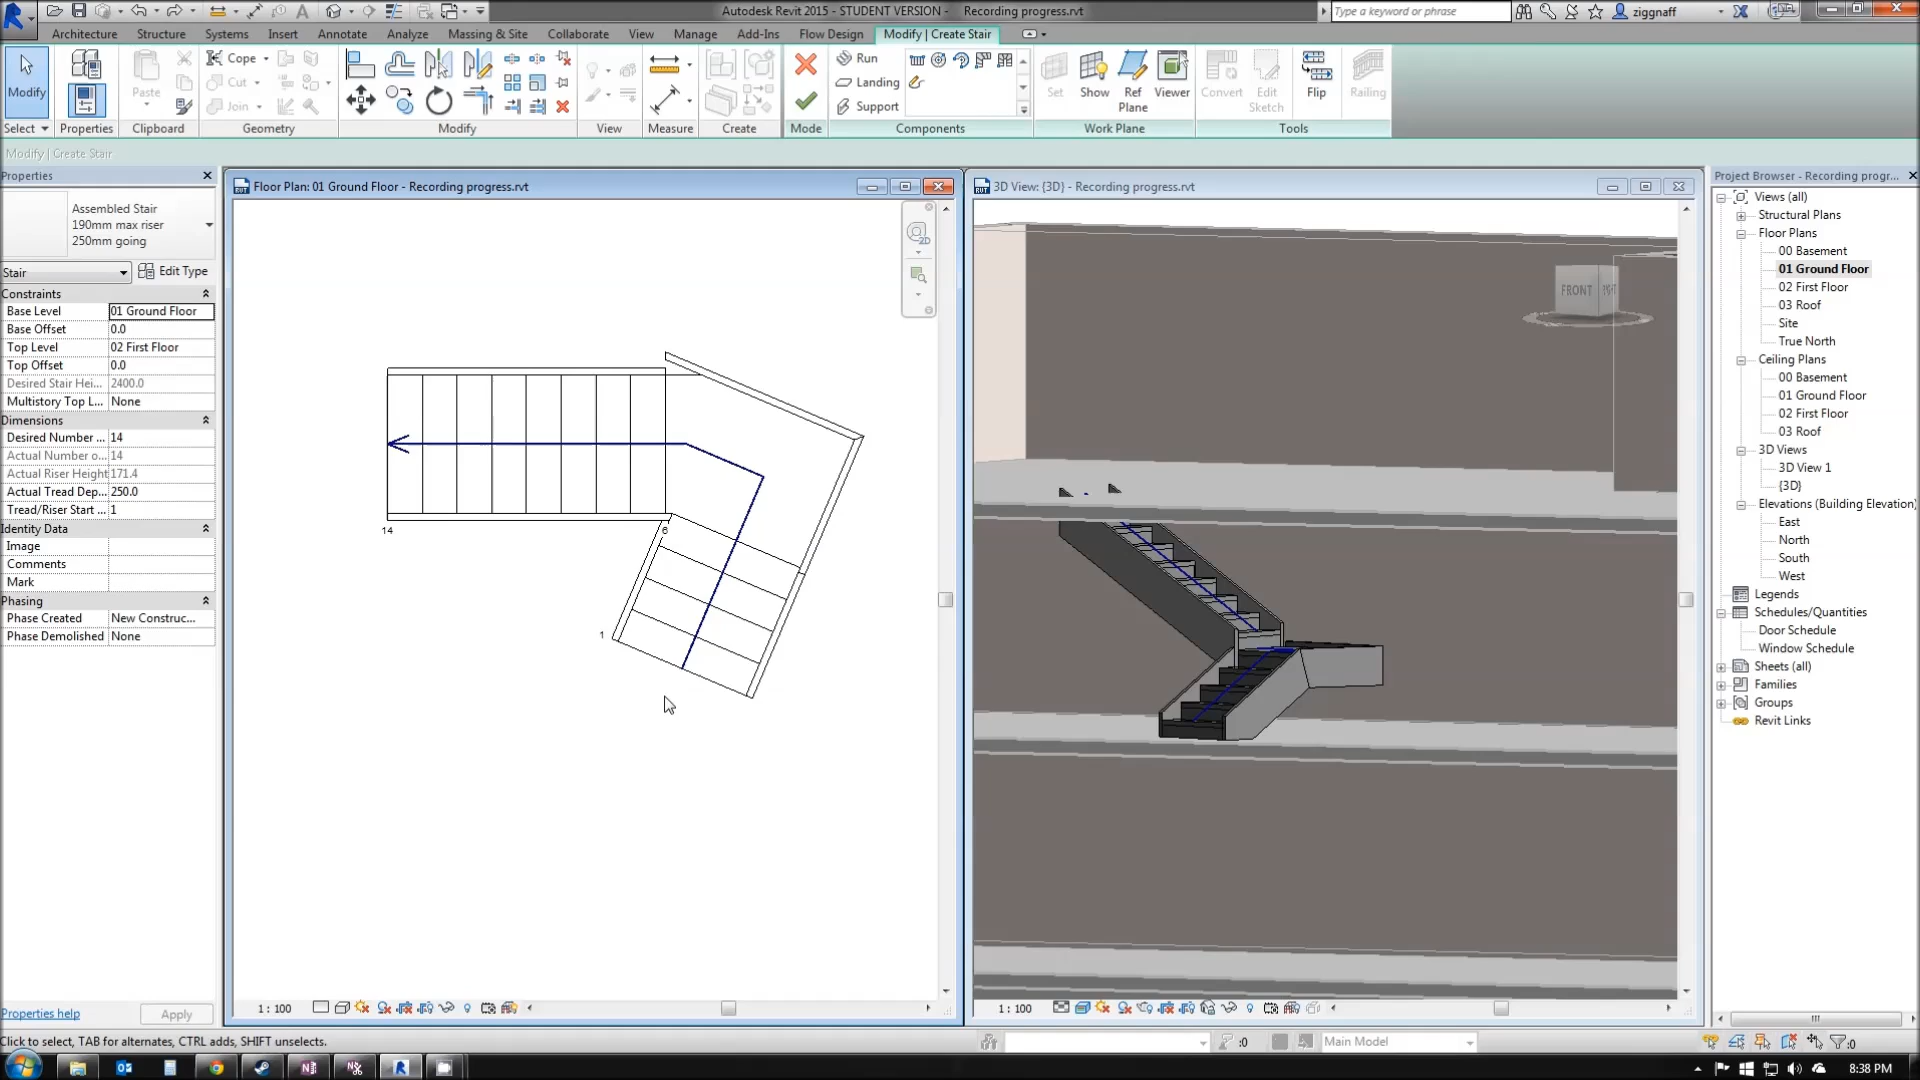 Autodesk Revit 2015 - STUDENT VERSION -    Recording progress.rvt
Type a keyword or phrase
ziggnaff
Architecture Structure Systems Insert Annotate Analyze Massing & Site Collaborate View Manage Add-Ins Flow Design Modify | Create Stair
Modify
Paste
Cope
Cut
Join
Run
Landing
Support
Set
Show
Ref Plane
Viewer
Convert
Edit Sketch
Flip
Railing
Select Properties Clipboard Geometry Modify View Measure Create Mode Components Work Plane Tools
Modify | Create Stair
Properties
Assembled Stair
190mm max riser
250mm going
Stair
Edit Type
Constraints
Base Level 01 Ground Floor
Base Offset 0.0
Top Level 02 First Floor
Top Offset 0.0
Desired Stair Hei... 2400.0
Multistory Top L... None
Dimensions
Desired Number ... 14
Actual Number o... 14
Actual Riser Height 171.4
Actual Tread Dep... 250.0
Tread/Riser Start ... 1
Identity Data
Image
Comments
Mark
Phasing
Phase Created New Construc...
Phase Demolished None
Properties help
Apply
Floor Plan: 01 Ground Floor - Recording progress.rvt
2D
14
6
1
1 : 100
3D View: {3D} - Recording progress.rvt
FRONT
1 : 100
Project Browser - Recording progr...
Views (all)
Structural Plans
Floor Plans
00 Basement
01 Ground Floor
02 First Floor
03 Roof
Site
True North
Ceiling Plans
00 Basement
01 Ground Floor
02 First Floor
03 Roof
3D Views
3D View 1
{3D}
Elevations (Building Elevation)
East
North
South
West
Legends
Schedules/Quantities
Door Schedule
Window Schedule
Sheets (all)
Families
Groups
Revit Links
Click to select, TAB for alternates, CTRL adds, SHIFT unselects.
:0
Main Model
:0
8:38 PM